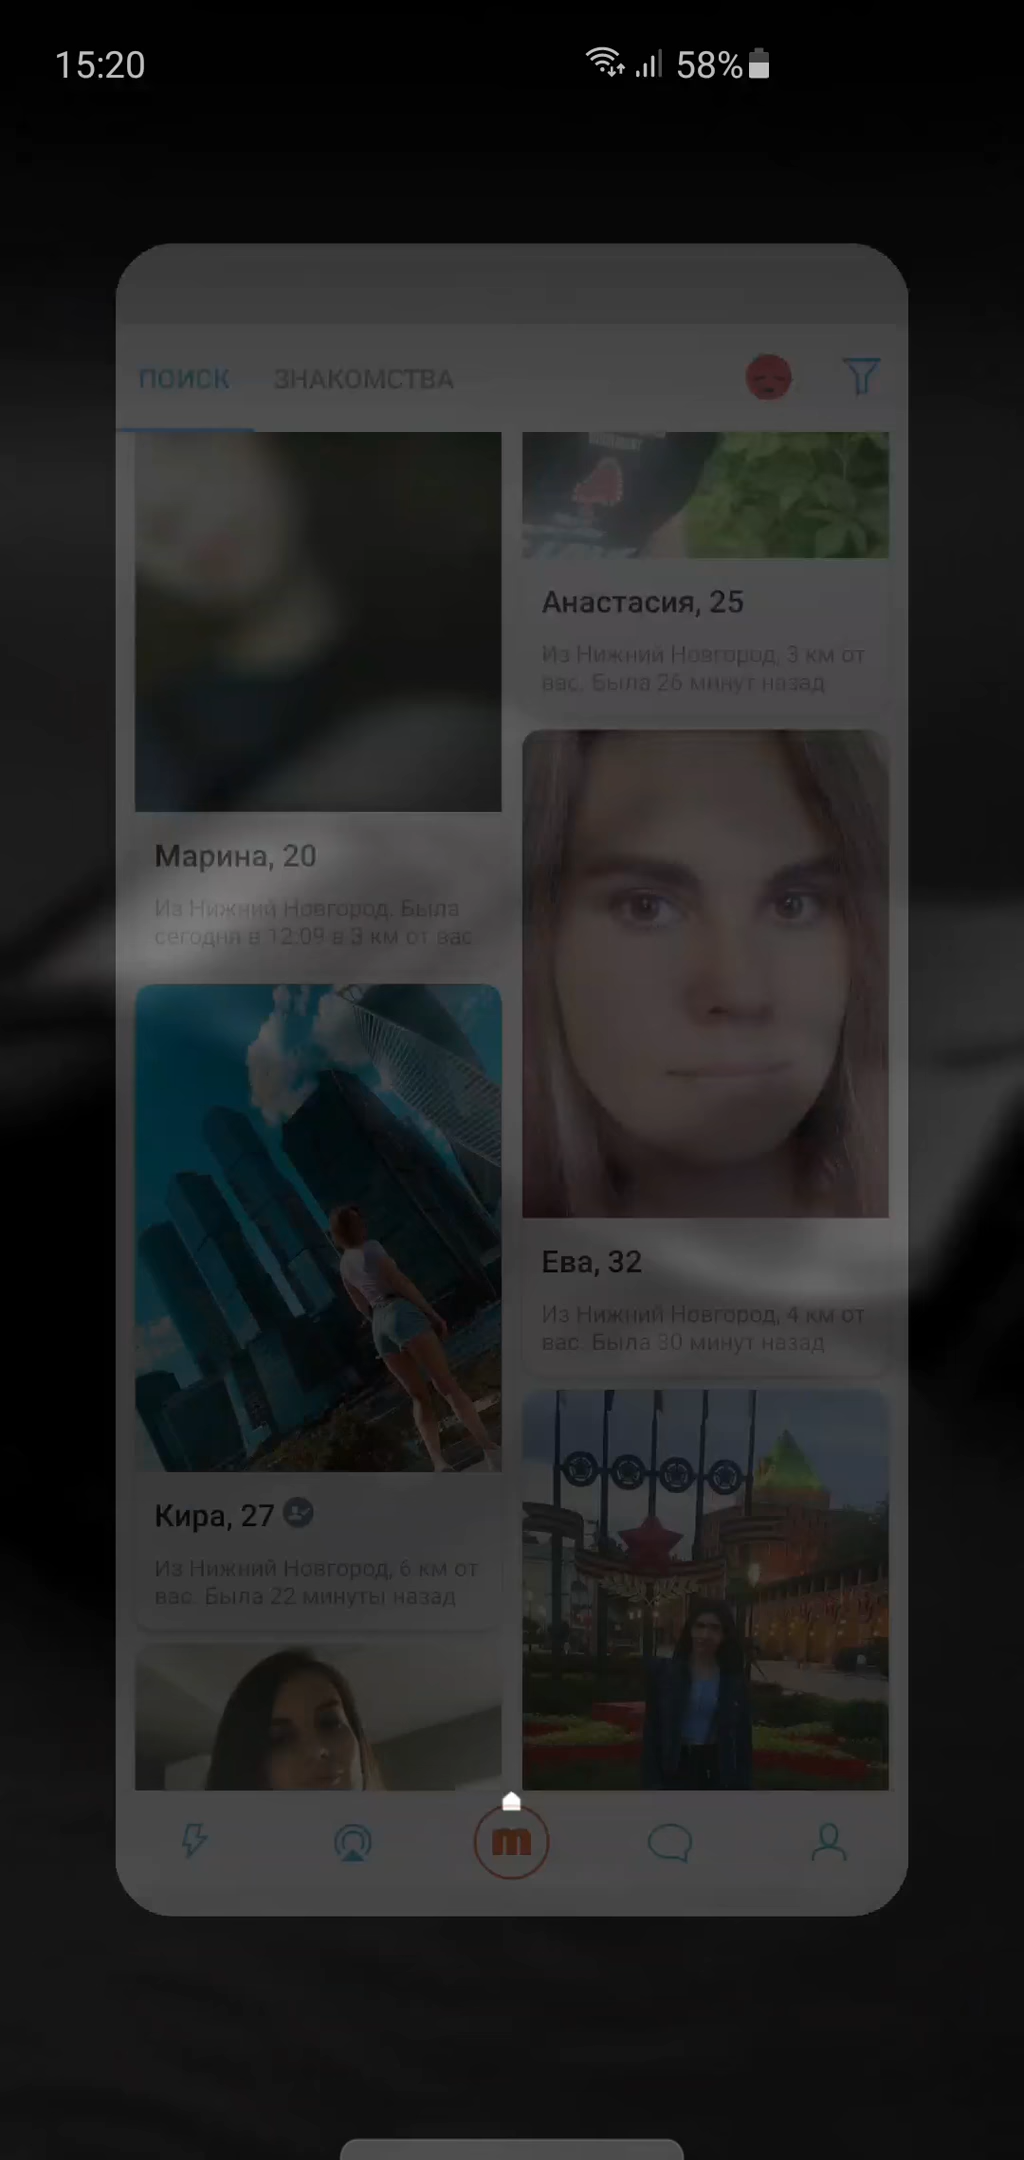 15:20
58%
ПОИСК
ЗНАКОМСТВА
Анастасия, 25
Из Нижний Новгород, 3 км от
вас. Была 26 минут назад
Марина, 20
Из Нижний Новгород. Была
сегодня в 12:09 в 3 км от вас
Ева, 32
Из Нижний Новгород, 4 км от
вас. Была 30 минут назад
Кира, 27
Из Нижний Новгород, 6 км от
вас. Была 22 минуты назад
m